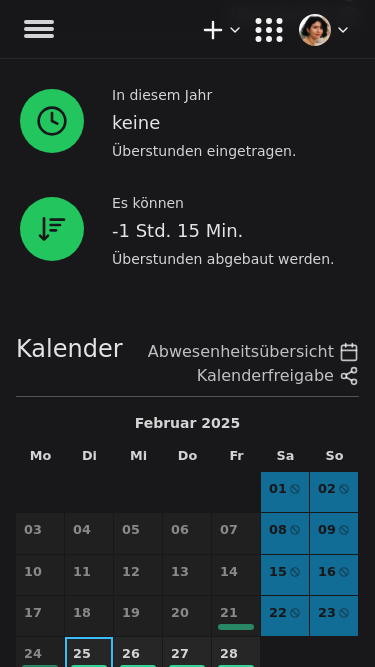 In diesem Jahr
keine
Überstunden eingetragen.
Es können
-1 Std. 15 Min.
Überstunden abgebaut werden.
Kalender
Abwesenheitsübersicht
Kalenderfreigabe
Februar 2025
Mo Di Mi Do Fr Sa So
01 02
03 04 05 06 07 08 09
10 11 12 13 14 15 16
17 18 19 20 21 22 23
24 25 26 27 28